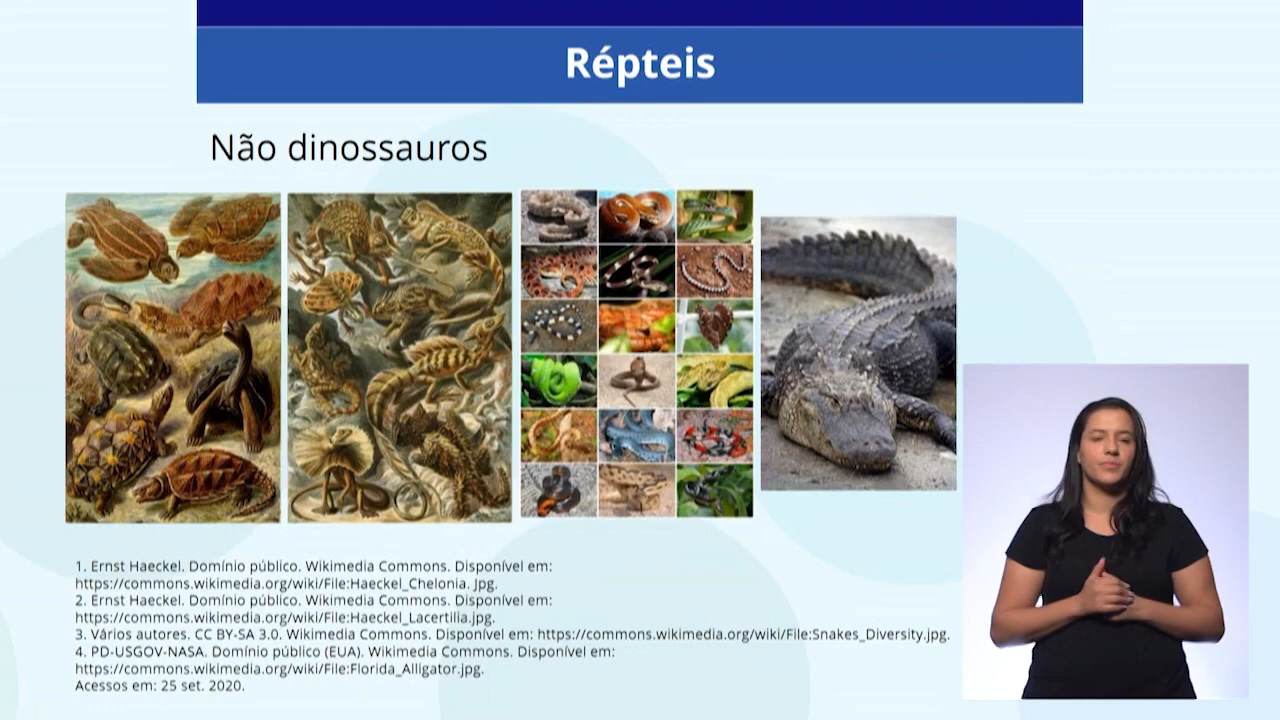 Répteis
Não dinossauros
1. Ernst Haeckel. Domínio público. Wikimedia Commons. Disponível em:
https://commons.wikimedia.org/wiki/File:Haeckel_Chelonia. Jpg.
2. Ernst Haeckel. Domínio público. Wikimedia Commons. Disponível em:
https://commons.wikimedia.org/wiki/File:Haeckel_Lacertilia.jpg.
3. Vários autores. CC BY-SA 3.0. Wikimedia Commons. Disponível em: https://commons.wikimedia.org/wiki/File:Snakes_Diversity.jpg.
4. PD-USGOV-NASA. Domínio público (EUA). Wikimedia Commons. Disponível em:
https://commons.wikimedia.org/wiki/File:Florida_Alligator.jpg.
Acessos em: 25 set. 2020.